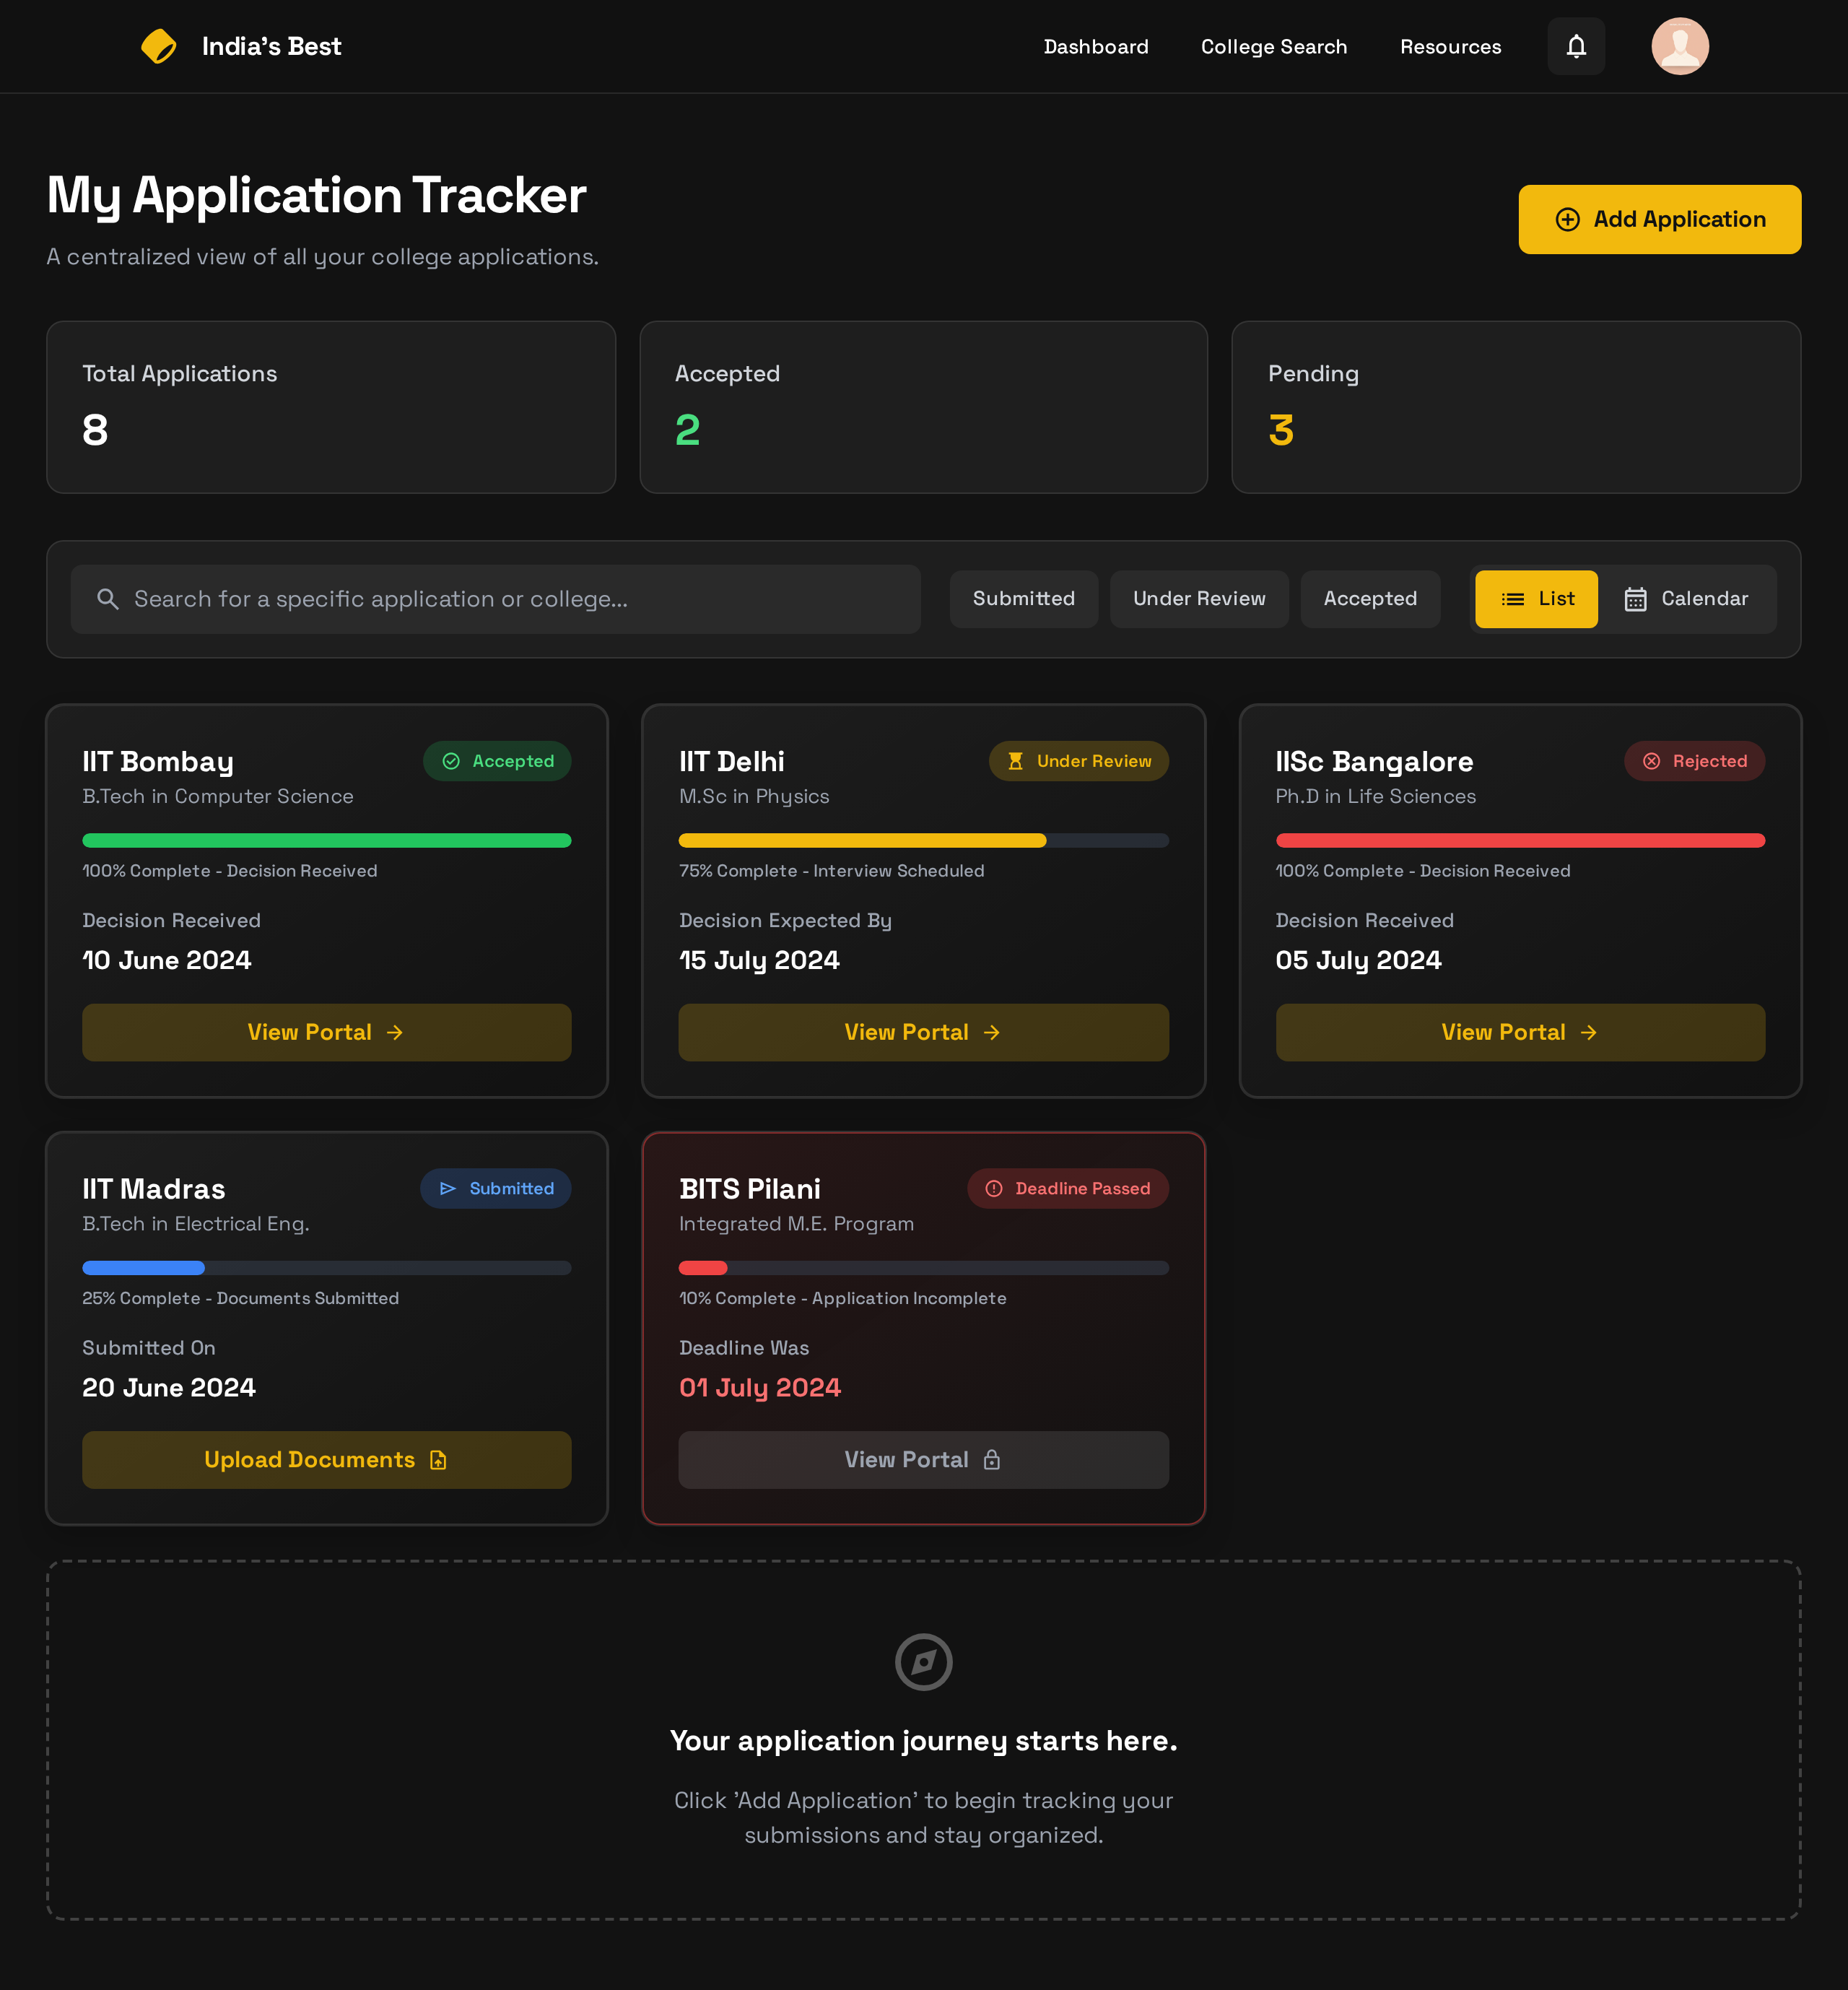 India's Best
Dashboard
College Search
Resources
My Application Tracker
A centralized view of all your college applications.
Add Application
Total Applications
8
Accepted
2
Pending
3
Search for a specific application or college...
Submitted
Under Review
Accepted
List
Calendar
IIT Bombay
Accepted
B.Tech in Computer Science
100% Complete - Decision Received
Decision Received
10 June 2024
View Portal
IIT Delhi
Under Review
M.Sc in Physics
75% Complete - Interview Scheduled
Decision Expected By
15 July 2024
View Portal
IISc Bangalore
Rejected
Ph.D in Life Sciences
100% Complete - Decision Received
Decision Received
05 July 2024
View Portal
IIT Madras
Submitted
B.Tech in Electrical Eng.
25% Complete - Documents Submitted
Submitted On
20 June 2024
Upload Documents
BITS Pilani
Deadline Passed
Integrated M.E. Program
10% Complete - Application Incomplete
Deadline Was
01 July 2024
View Portal
Your application journey starts here.
Click 'Add Application' to begin tracking your
submissions and stay organized.